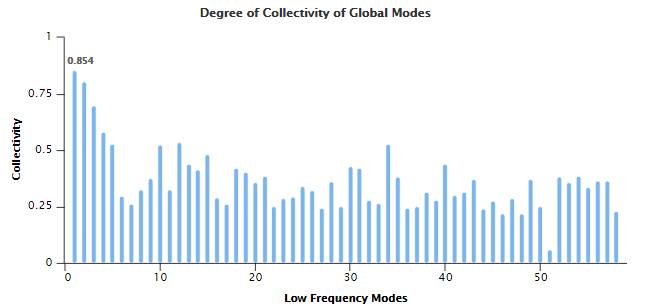 Degree of Collectivity of Global Modes
1
0.854
0.75
0.5
0.25
0
Collectivity
0 10 20 30 40 50
Low Frequency Modes